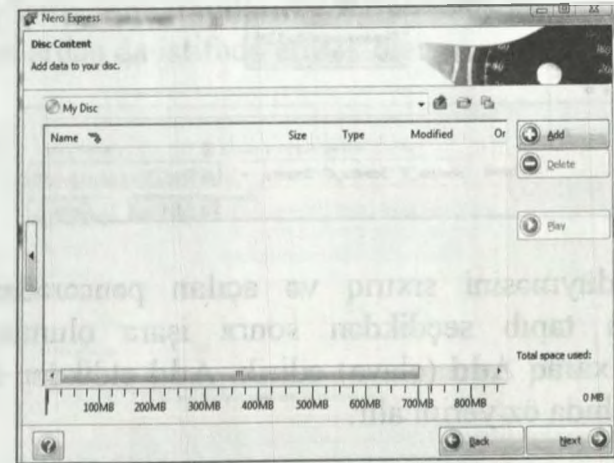 Nero Express
Disc Content
Add data to your disc.
My Disc
Name Size Type Modified Or
Add
Delete
Play
Total space used:
100MB 200MB 300MB 400MB 500MB 600MB 700MB 800MB
0 MB
Back Next